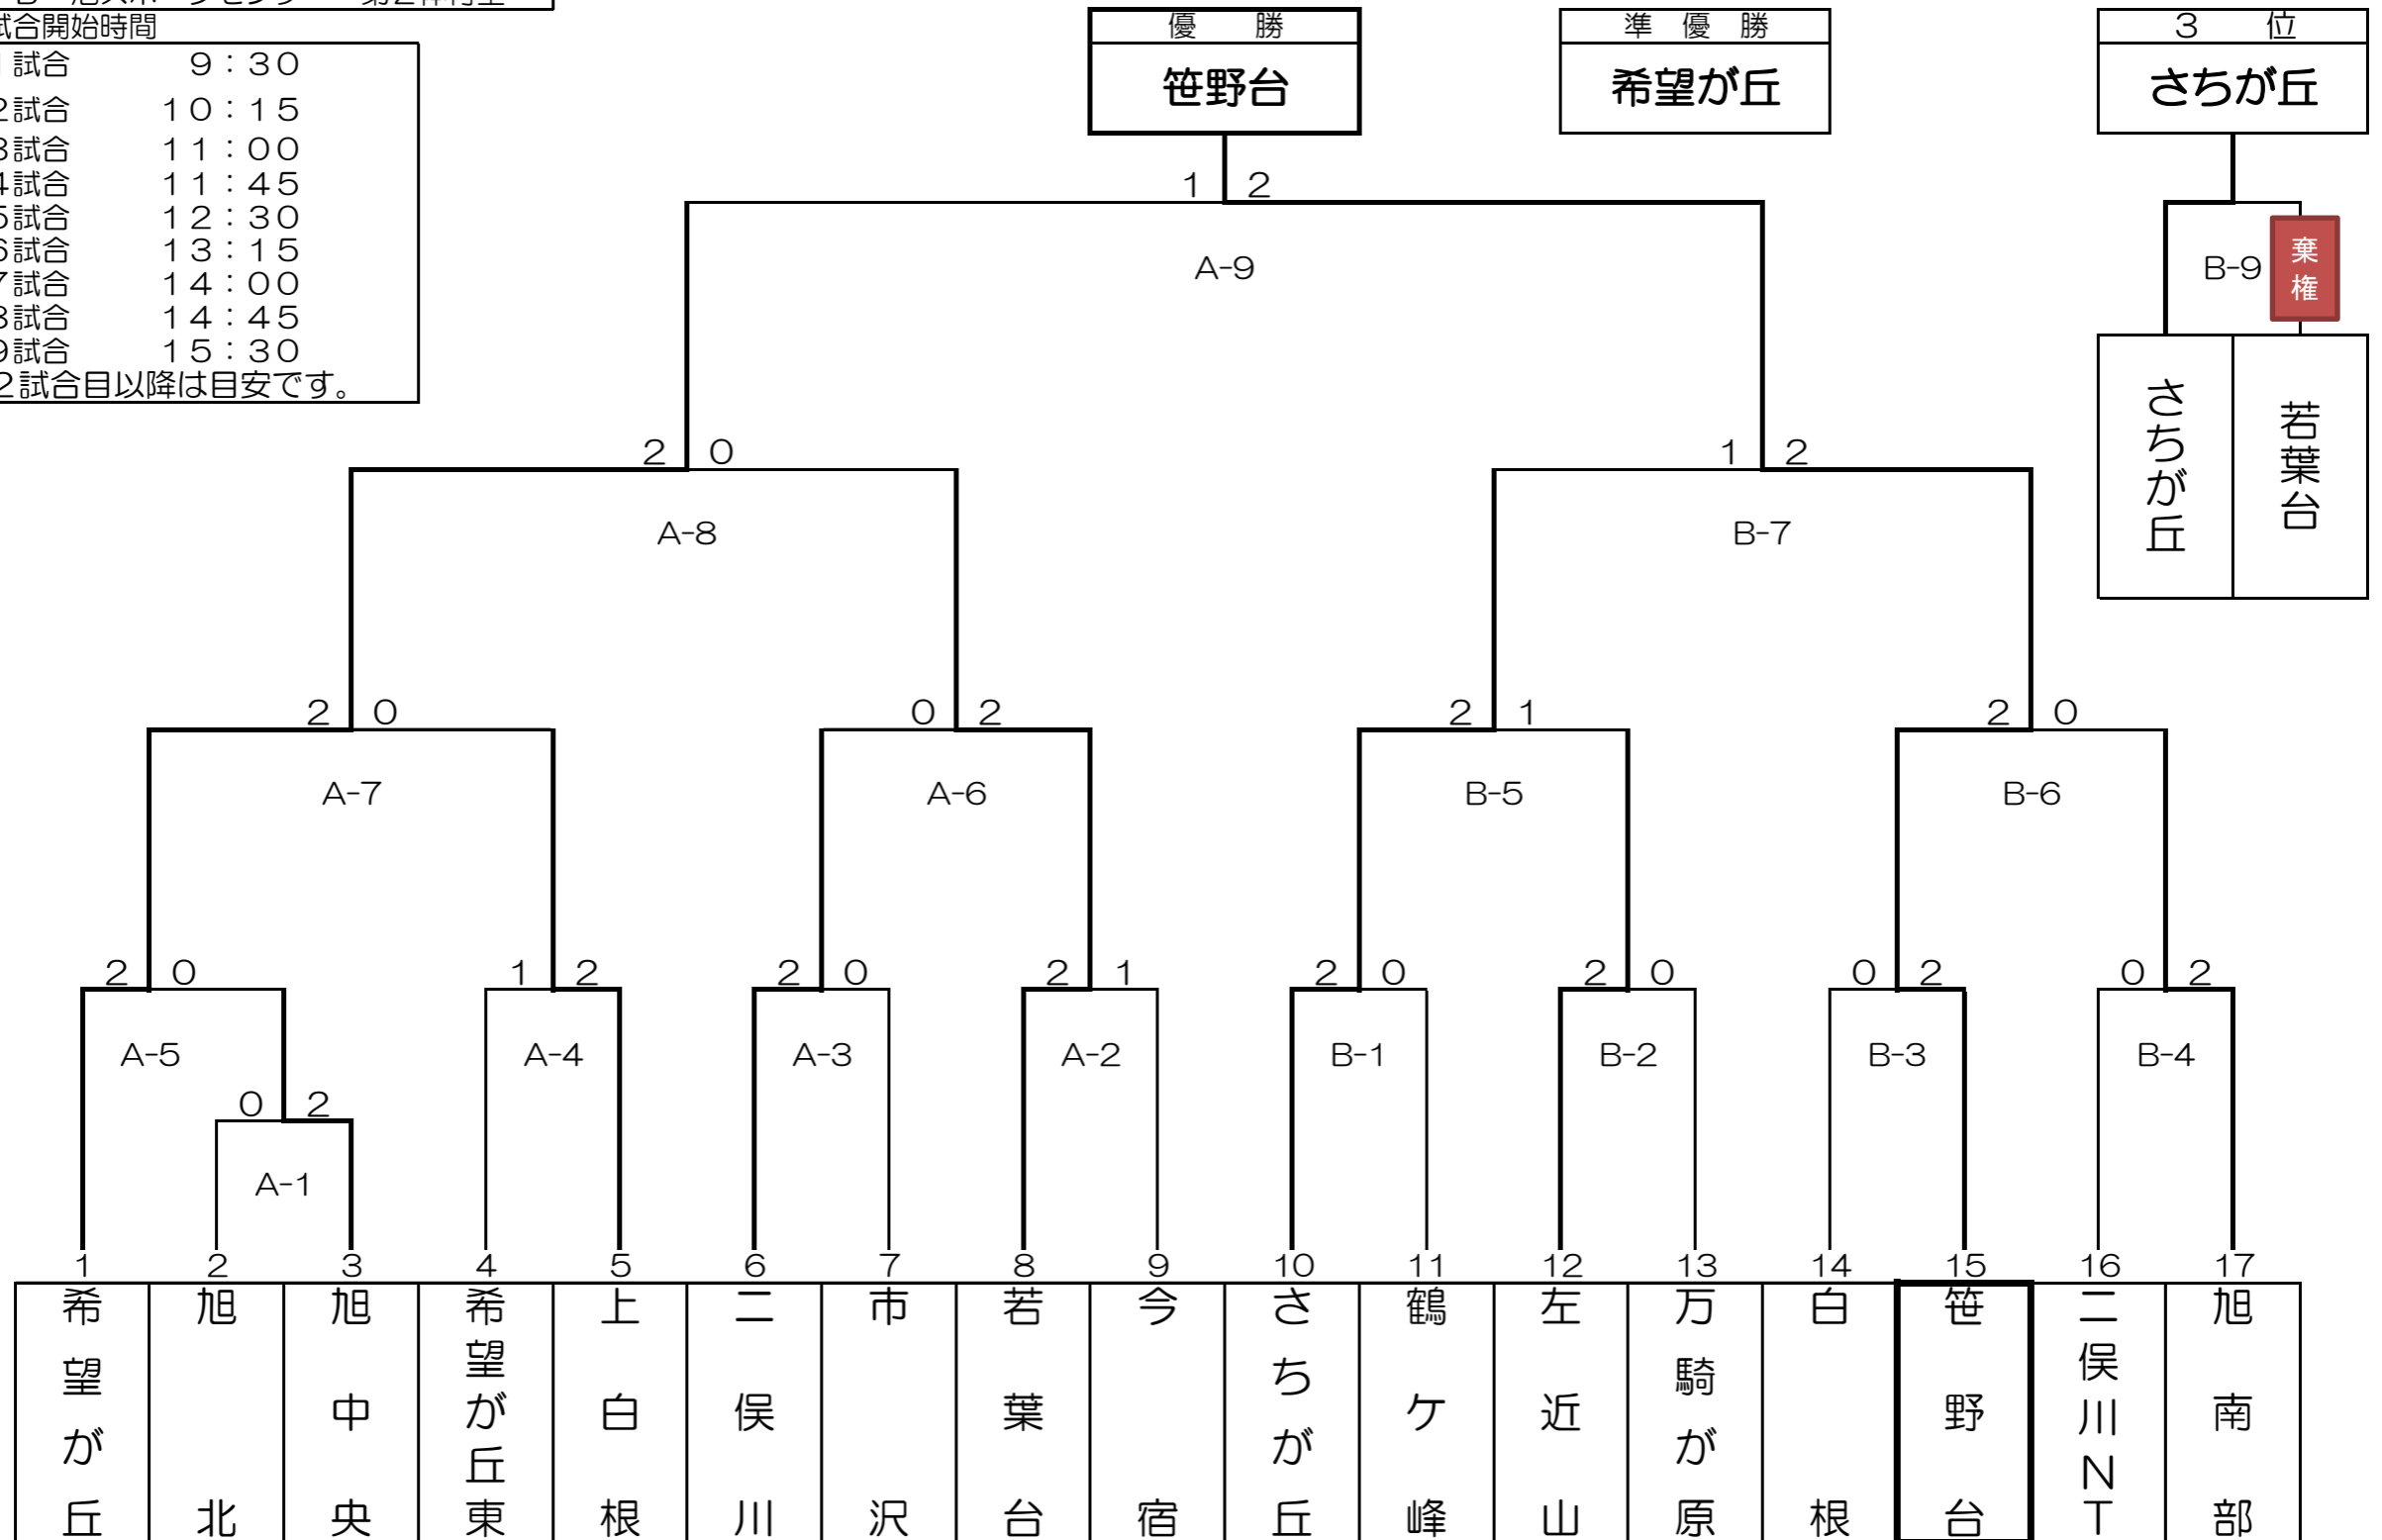 試合開始時間
試合 9：30
2試合 10：15
3試合 11：00
4試合 11：45
5試合 12：30
6試合 13：15
7試合 14：00
8試合 14：45
9試合 15：30
2試合目以降は目安です。
優勝
笹野台
準優勝
希望が丘
3位
さちが丘
1 2
A-9
B-9
棄権
さちが丘
若葉台
2 0
A-8
1 2
B-7
2 0
A-7
0 2
A-6
2 1
B-5
2 0
B-6
2 0
A-5
1 2
A-4
2 0
A-3
2 1
A-2
2 0
B-1
2 0
B-2
0 2
B-3
0 2
B-4
0 2
A-1
1 2 3 4 5 6 7 8 9 10 11 12 13 14 15 16 17
希望が丘
旭北
旭中央
希望が丘東
上白根
二俣川
市沢
若葉台
今宿
さちが丘
鶴ケ峰
左近山
万騎が原
白根
笹野台
二俣川NT
旭南部